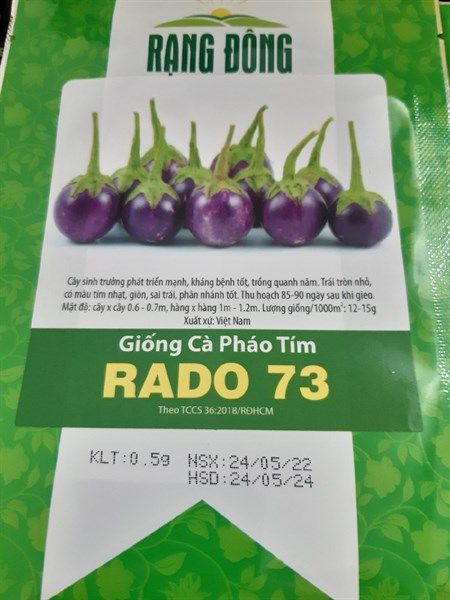 RẠNG ĐÔNG
Cây sinh trưởng phát triển mạnh, kháng bệnh tốt, trồng quanh năm. Trái tròn nhỏ,
có màu tím nhạt, giòn, sai trái, phân nhánh tốt. Thu hoạch 85-90 ngày sau khi gieo.
Mật độ: cây x cây 0.6 - 0.7m, hàng x hàng 1m - 1.2m. Lượng giống/1000m²: 12-15g
Xuất xứ: Việt Nam
Giống Cà Pháo Tím
RADO 73
Theo TCCS 36:2018/RĐHCM
KLT:0.5g NSX:24/05/22
HSD:24/05/24